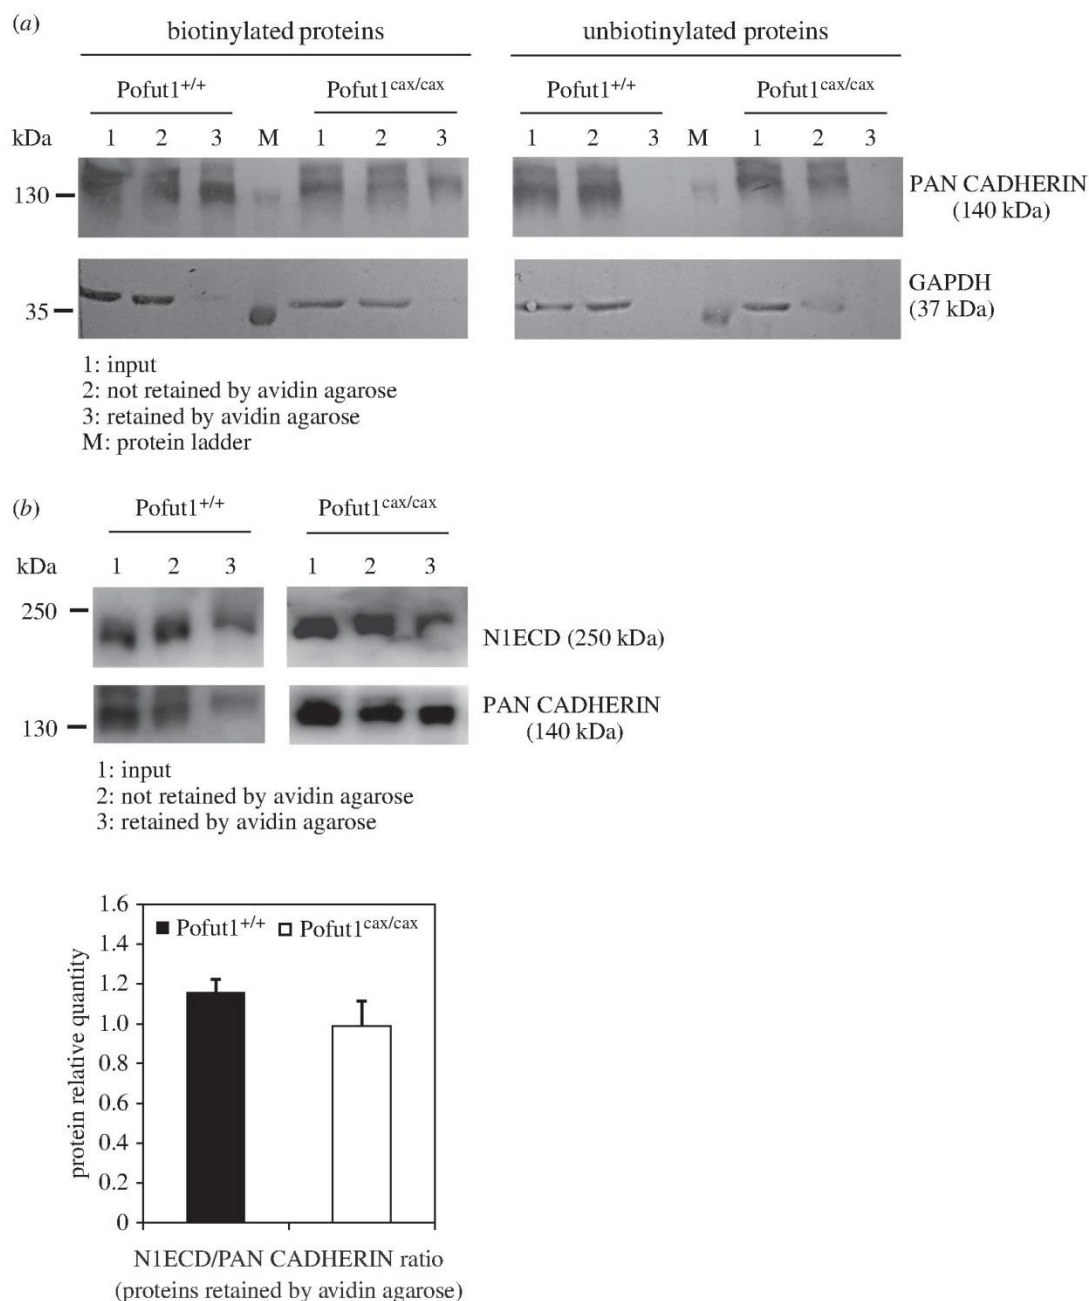 (a)
biotinylated proteins unbiotinylated proteins
Pofut1+/+ Pofut1cax/cax Pofut1+/+ Pofut1cax/cax
kDa 1 2 3 M 1 2 3 1 2 3 M 1 2 3
130 PAN CADHERIN
(140 kDa)
35 GAPDH
(37 kDa)
1: input
2: not retained by avidin agarose
3: retained by avidin agarose
M: protein ladder
(b)
Pofut1+/+ Pofut1cax/cax
kDa 1 2 3 1 2 3
250
N1ECD (250 kDa)
130 PAN CADHERIN
(140 kDa)
1: input
2: not retained by avidin agarose
3: retained by avidin agarose
protein relative quantity
1.6
1.4
1.2
1.0
0.8
0.6
0.4
0.2
0
Pofut1+/+ Pofut1cax/cax
N1ECD/PAN CADHERIN ratio
(proteins retained by avidin agarose)